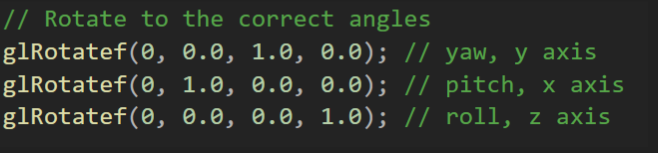 // Rotate to the correct angles
glRotatef(0, 0.0, 1.0, 0.0); // yaw, y axis
glRotatef(0, 1.0, 0.0, 0.0); // pitch, x axis
glRotatef(0, 0.0, 0.0, 1.0); // roll, z axis